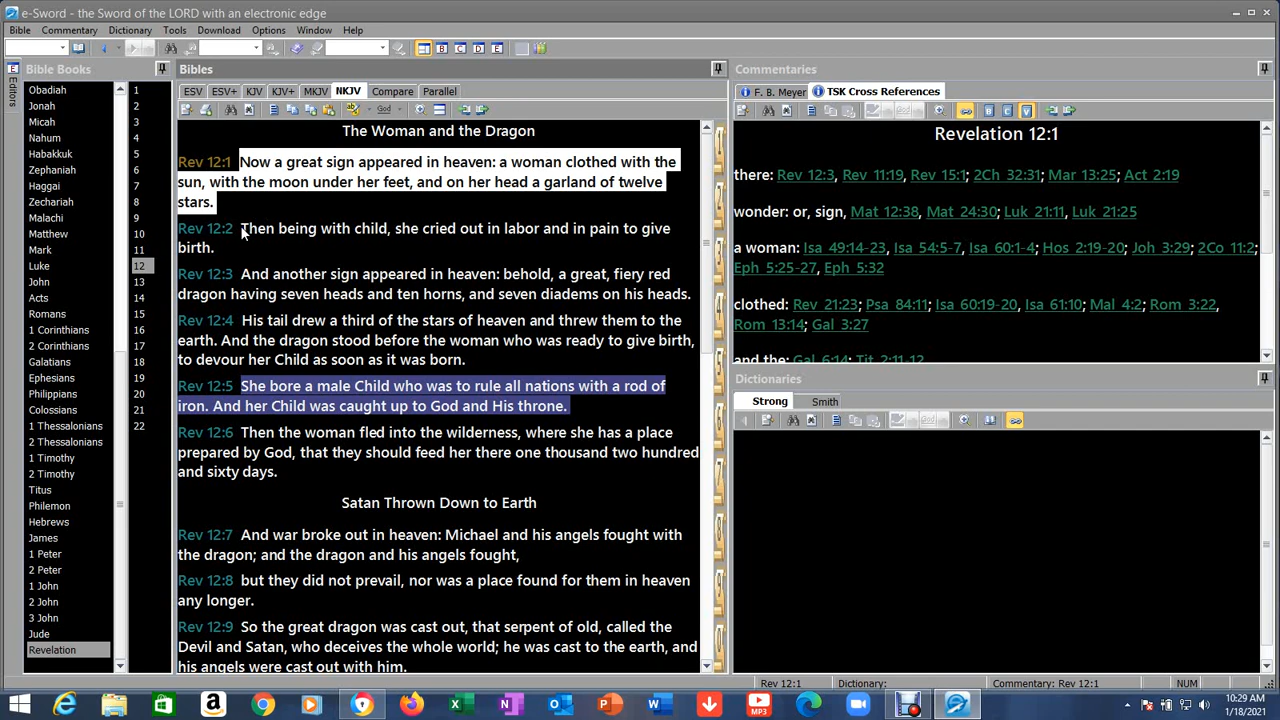 e-Sword - the Sword of the LORD with an electronic edge
Bible Commentary Dictionary Tools Download Options Window Help
B C D E
Editors
Bible Books
Obadiah
Jonah
Micah
Nahum
Habakkuk
Zephaniah
Haggai
Zechariah
Malachi
Matthew
Mark
Luke
John
Acts
Romans
1 Corinthians
2 Corinthians
Galatians
Ephesians
Philippians
Colossians
1 Thessalonians
2 Thessalonians
1 Timothy
2 Timothy
Titus
Philemon
Hebrews
James
1 Peter
2 Peter
1 John
2 John
3 John
Jude
Revelation
1
2
3
4
5
6
7
8
9
10
11
12
13
14
15
16
17
18
19
20
21
22
Bibles
ESV ESV+ KJV KJV+ MKJV NKJV Compare Parallel
God
The Woman and the Dragon
Rev 12:1 Now a great sign appeared in heaven: a woman clothed with the
sun, with the moon under her feet, and on her head a garland of twelve
stars.
Rev 12:2 Then being with child, she cried out in labor and in pain to give
birth.
Rev 12:3 And another sign appeared in heaven: behold, a great, fiery red
dragon having seven heads and ten horns, and seven diadems on his heads.
Rev 12:4 His tail drew a third of the stars of heaven and threw them to the
earth. And the dragon stood before the woman who was ready to give birth,
to devour her Child as soon as it was born.
Rev 12:5 She bore a male Child who was to rule all nations with a rod of
iron. And her Child was caught up to God and His throne.
Rev 12:6 Then the woman fled into the wilderness, where she has a place
prepared by God, that they should feed her there one thousand two hundred
and sixty days.
Satan Thrown Down to Earth
Rev 12:7 And war broke out in heaven: Michael and his angels fought with
the dragon; and the dragon and his angels fought,
Rev 12:8 but they did not prevail, nor was a place found for them in heaven
any longer.
Rev 12:9 So the great dragon was cast out, that serpent of old, called the
Devil and Satan, who deceives the whole world; he was cast to the earth, and
his angels were cast out with him.
Commentaries
F. B. Meyer TSK Cross References
B C V
Revelation 12:1
there: Rev 12:3, Rev 11:19, Rev 15:1; 2Ch 32:31; Mar 13:25; Act 2:19
wonder: or, sign, Mat 12:38, Mat 24:30; Luk 21:11, Luk 21:25
a woman: Isa 49:14-23, Isa 54:5-7, Isa 60:1-4; Hos 2:19-20; Joh 3:29; 2Co 11:2;
Eph 5:25-27, Eph 5:32
clothed: Rev 21:23; Psa 84:11; Isa 60:19-20, Isa 61:10; Mal 4:2; Rom 3:22,
Rom 13:14; Gal 3:27
and the: Gal 6:14; Tit 2:11-12
Dictionaries
Strong Smith
Rev 12:1 Dictionary: Commentary: Rev 12:1 NUM
MP3
10:29 AM
1/18/2021